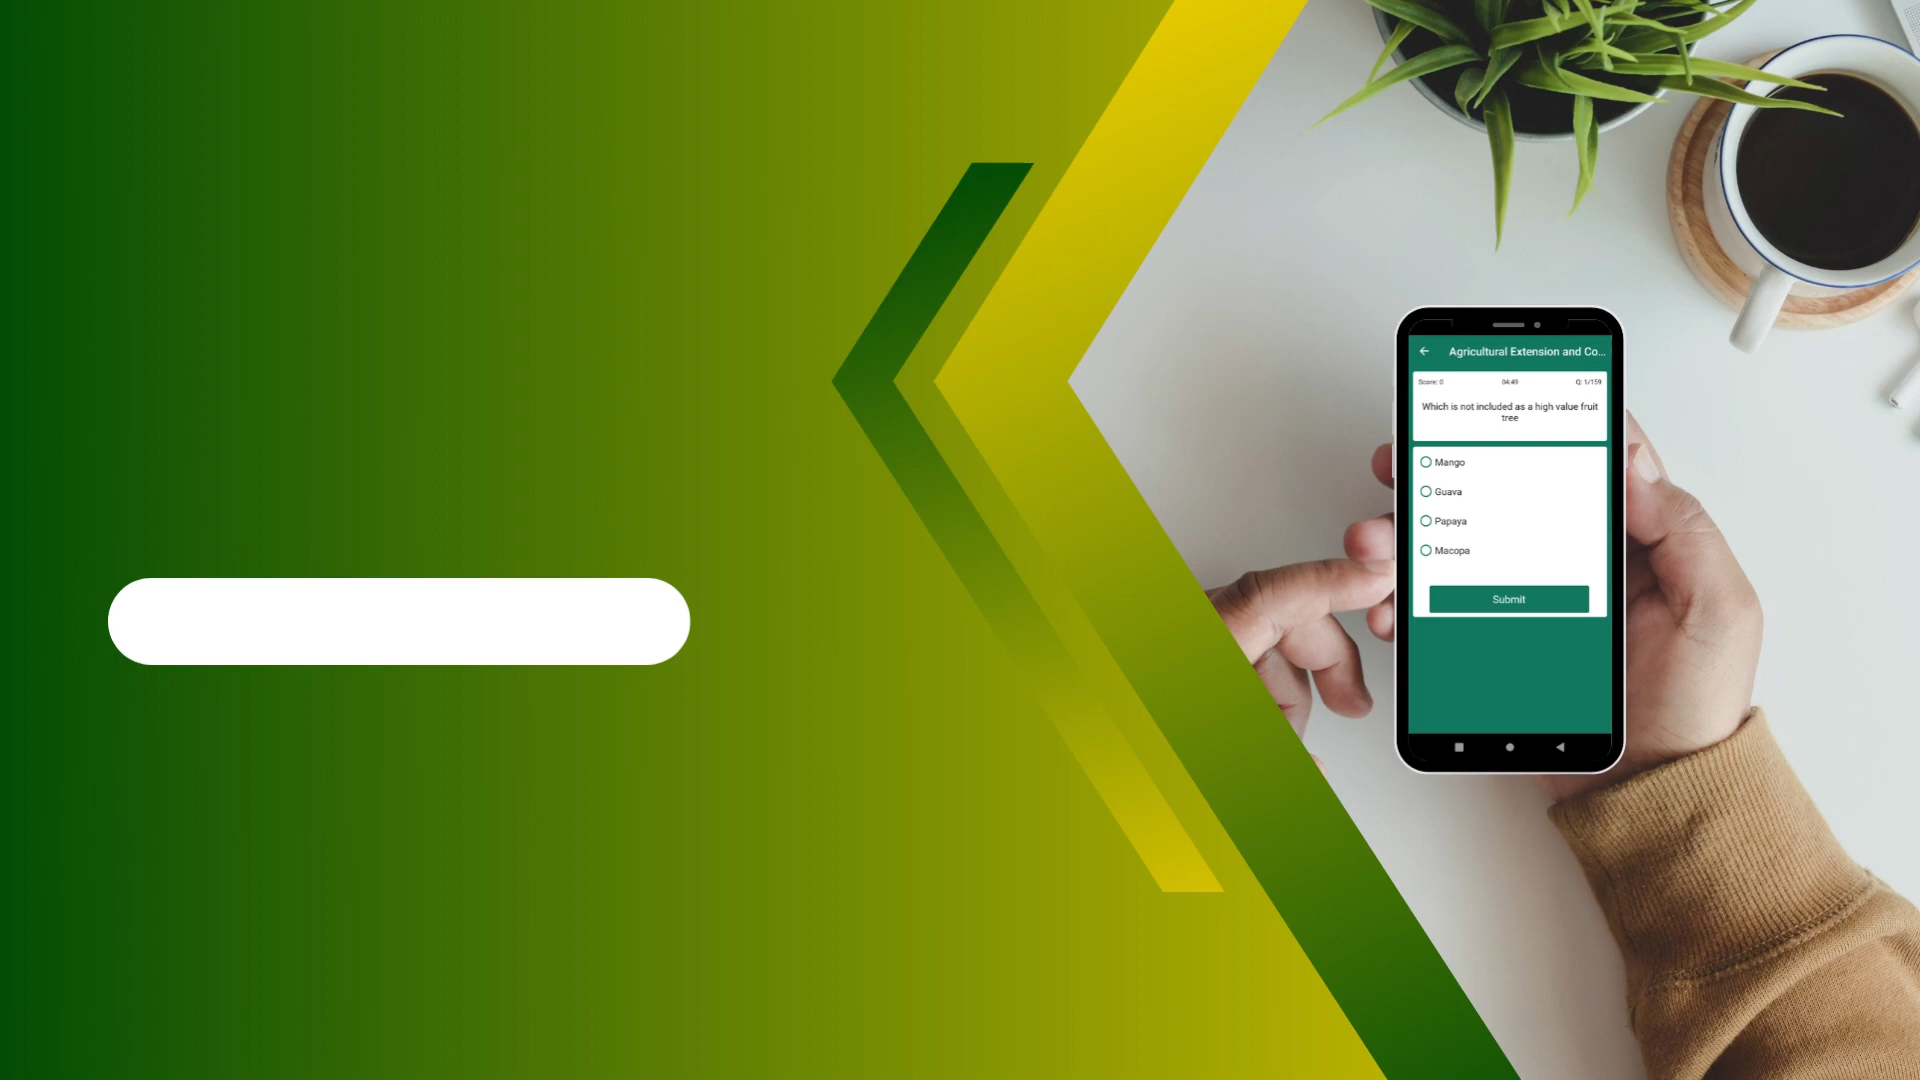 Agricultural Extension and Co...
Score: 0 04:49 Q: 1/159
Which is not included as a high value fruit
tree
Mango
Guava
Papaya
Macopa
Submit